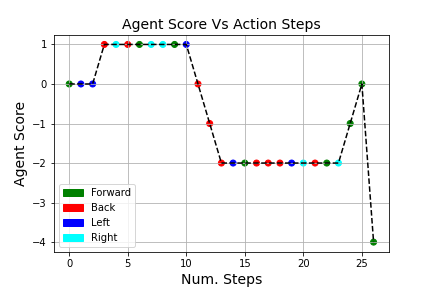 Agent Score Vs Action Steps
1
0
−1
−2
−3
−4
Agent Score
Forward
Back
Left
Right
0 5 10 15 20 25
Num. Steps